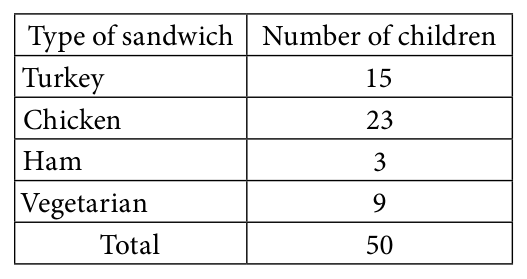 Type of sandwich Number of children
Turkey 15
Chicken 23
Ham 3
Vegetarian 9
Total 50